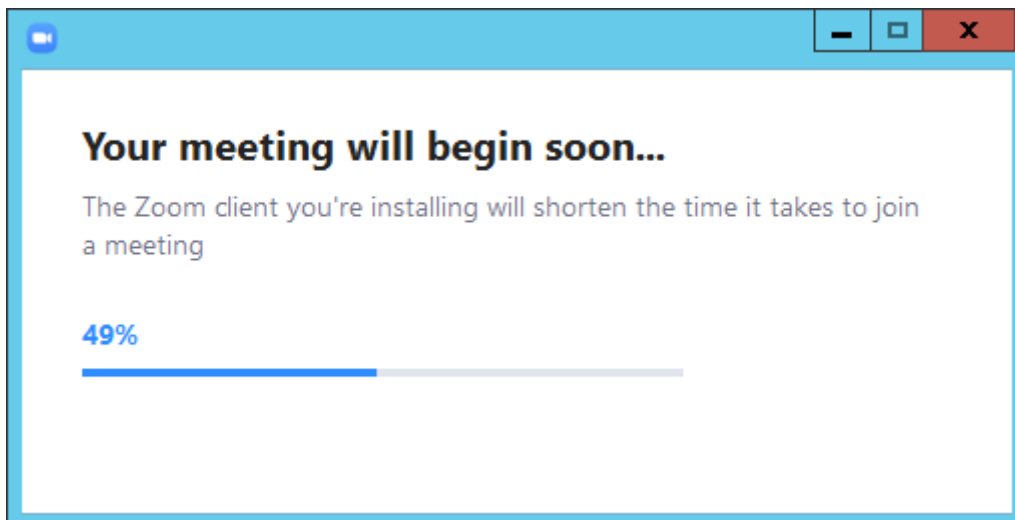 Your meeting will begin soon...
The Zoom client you're installing will shorten the time it takes to join
a meeting
49%